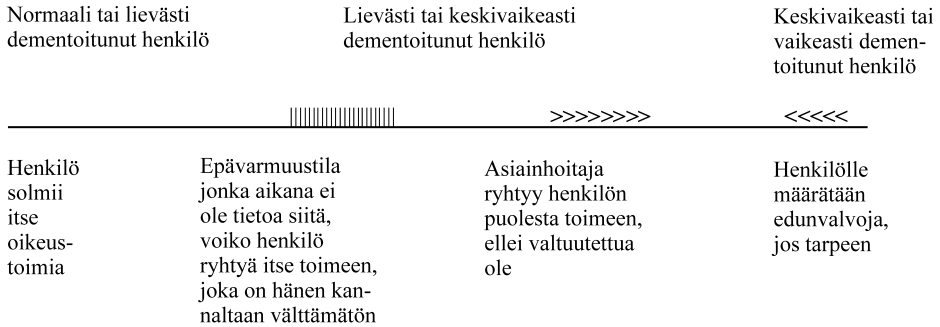 Normaali tai lievästi
dementoitunut henkilö
Lievästi tai keskivaikeasti
dementoitunut henkilö
Keskivaikeasti tai
vaikeasti demen-
toitunut henkilö
||||||||||||||||||||||| >>>>>>>> <<<<<
Henkilö
solmii
itse
oikeus-
toimia
Epävarmuustila
jonka aikana ei
ole tietoa siitä,
voiko henkilö
ryhtyä itse toimeen,
joka on hänen kan-
naltaan välttämätön
Asiainhoitaja
ryhtyy henkilön
puolesta toimeen,
ellei valtuutettua
ole
Henkilölle
määrätään
edunvalvoja,
jos tarpeen